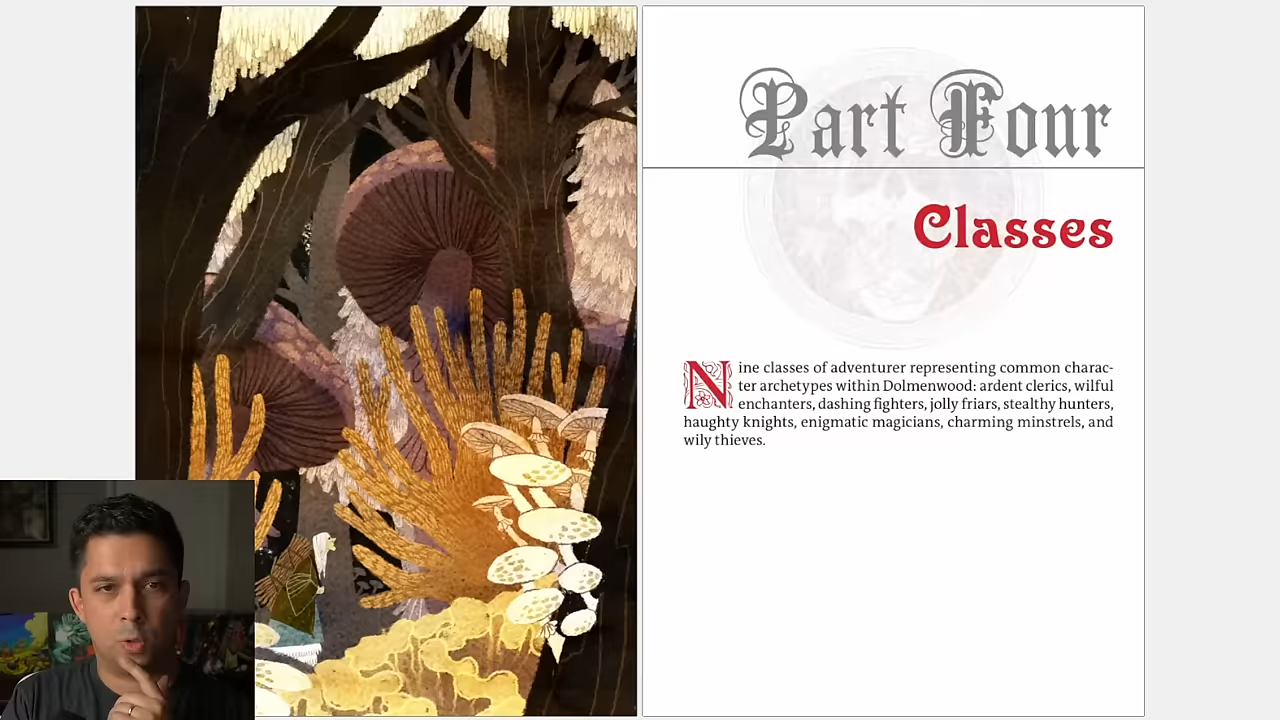 Part Four
Classes
Nine classes of adventurer representing common charac-
ter archetypes within Dolmenwood: ardent clerics, wilful
enchanters, dashing fighters, jolly friars, stealthy hunters,
haughty knights, enigmatic magicians, charming minstrels, and
wily thieves.